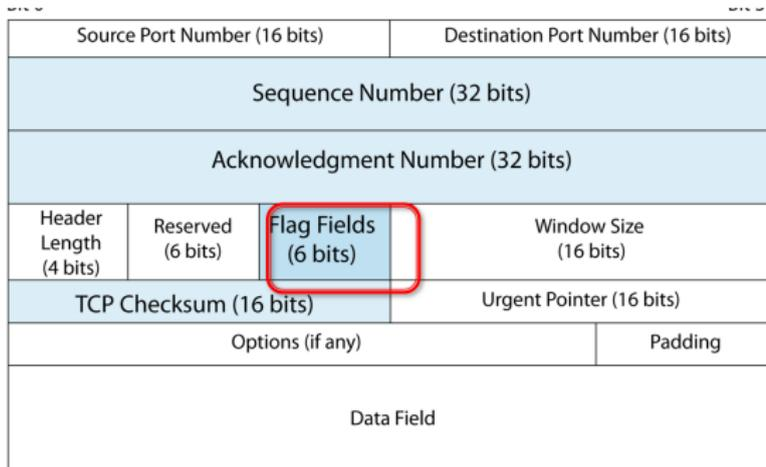 Source Port Number (16 bits)
Destination Port Number (16 bits)
Sequence Number (32 bits)
Acknowledgment Number (32 bits)
Header
Length
(4 bits)
Reserved
(6 bits)
Flag Fields
(6 bits)
Window Size
(16 bits)
TCP Checksum (16 bits)
Urgent Pointer (16 bits)
Options (if any)
Padding
Data Field